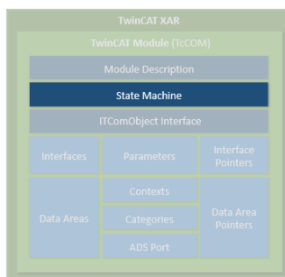 TwinCAT XAR
TwinCAT Module (TcCOM)
Module Description
State Machine
ITComObject Interface
Interfaces
Parameters
Interface
Pointers
Data Areas
Contexts
Categories
ADS Port
Data Area
Pointers